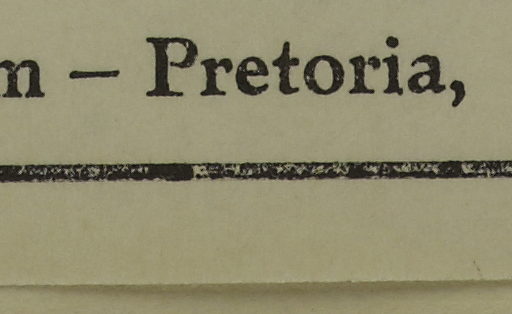 m – Pretoria,